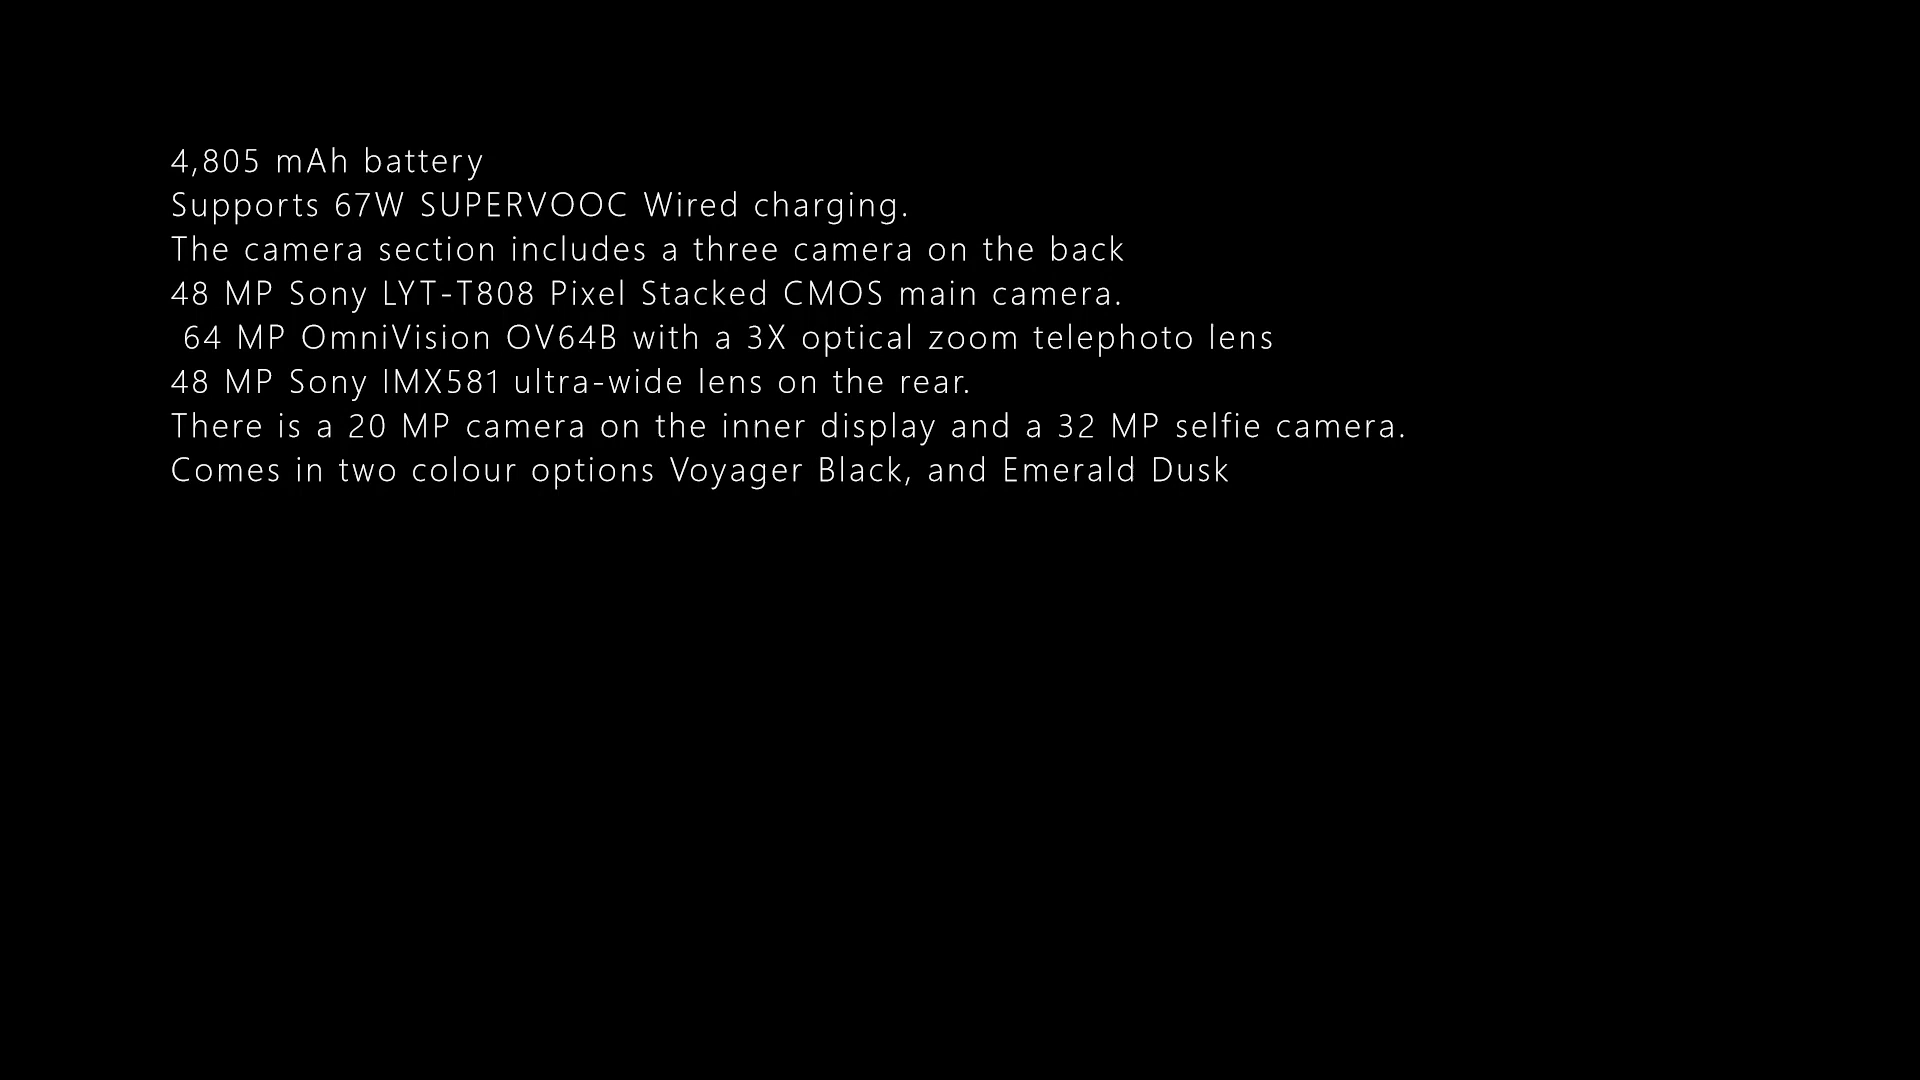 4,805 mAh battery
Supports 67W SUPERVOOC Wired charging.
The camera section includes a three camera on the back
48 MP Sony LYT-T808 Pixel Stacked CMOS main camera.
64 MP OmniVision OV64B with a 3X optical zoom telephoto lens
48 MP Sony IMX581 ultra-wide lens on the rear.
There is a 20 MP camera on the inner display and a 32 MP selfie camera.
Comes in two colour options Voyager Black, and Emerald Dusk